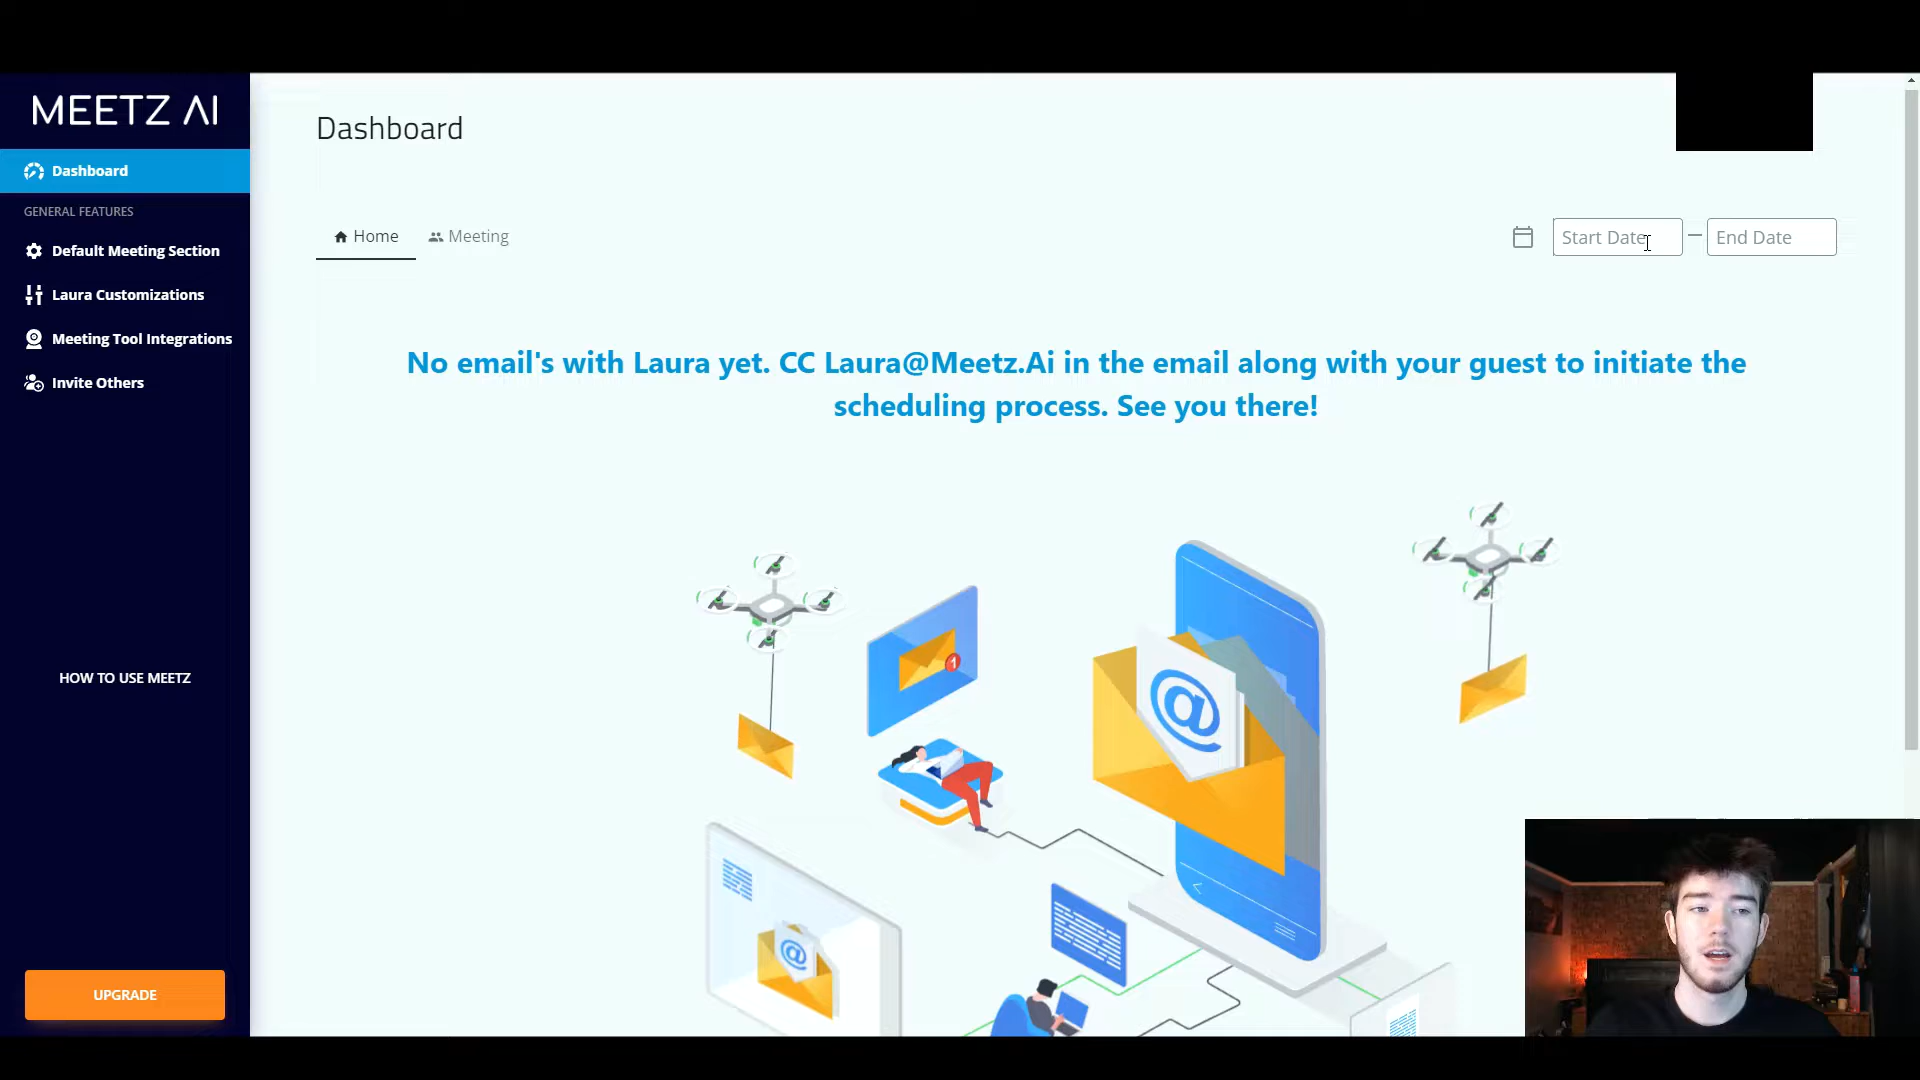 MEETZ AI
Dashboard
GENERAL FEATURES
Default Meeting Section
Laura Customizations
Meeting Tool Integrations
Invite Others
HOW TO USE MEETZ
UPGRADE
Dashboard
Home
Meeting
Start Date
End Date
No email's with Laura yet. CC Laura@Meetz.Ai in the email along with your guest to initiate the
scheduling process. See you there!
1
@
@